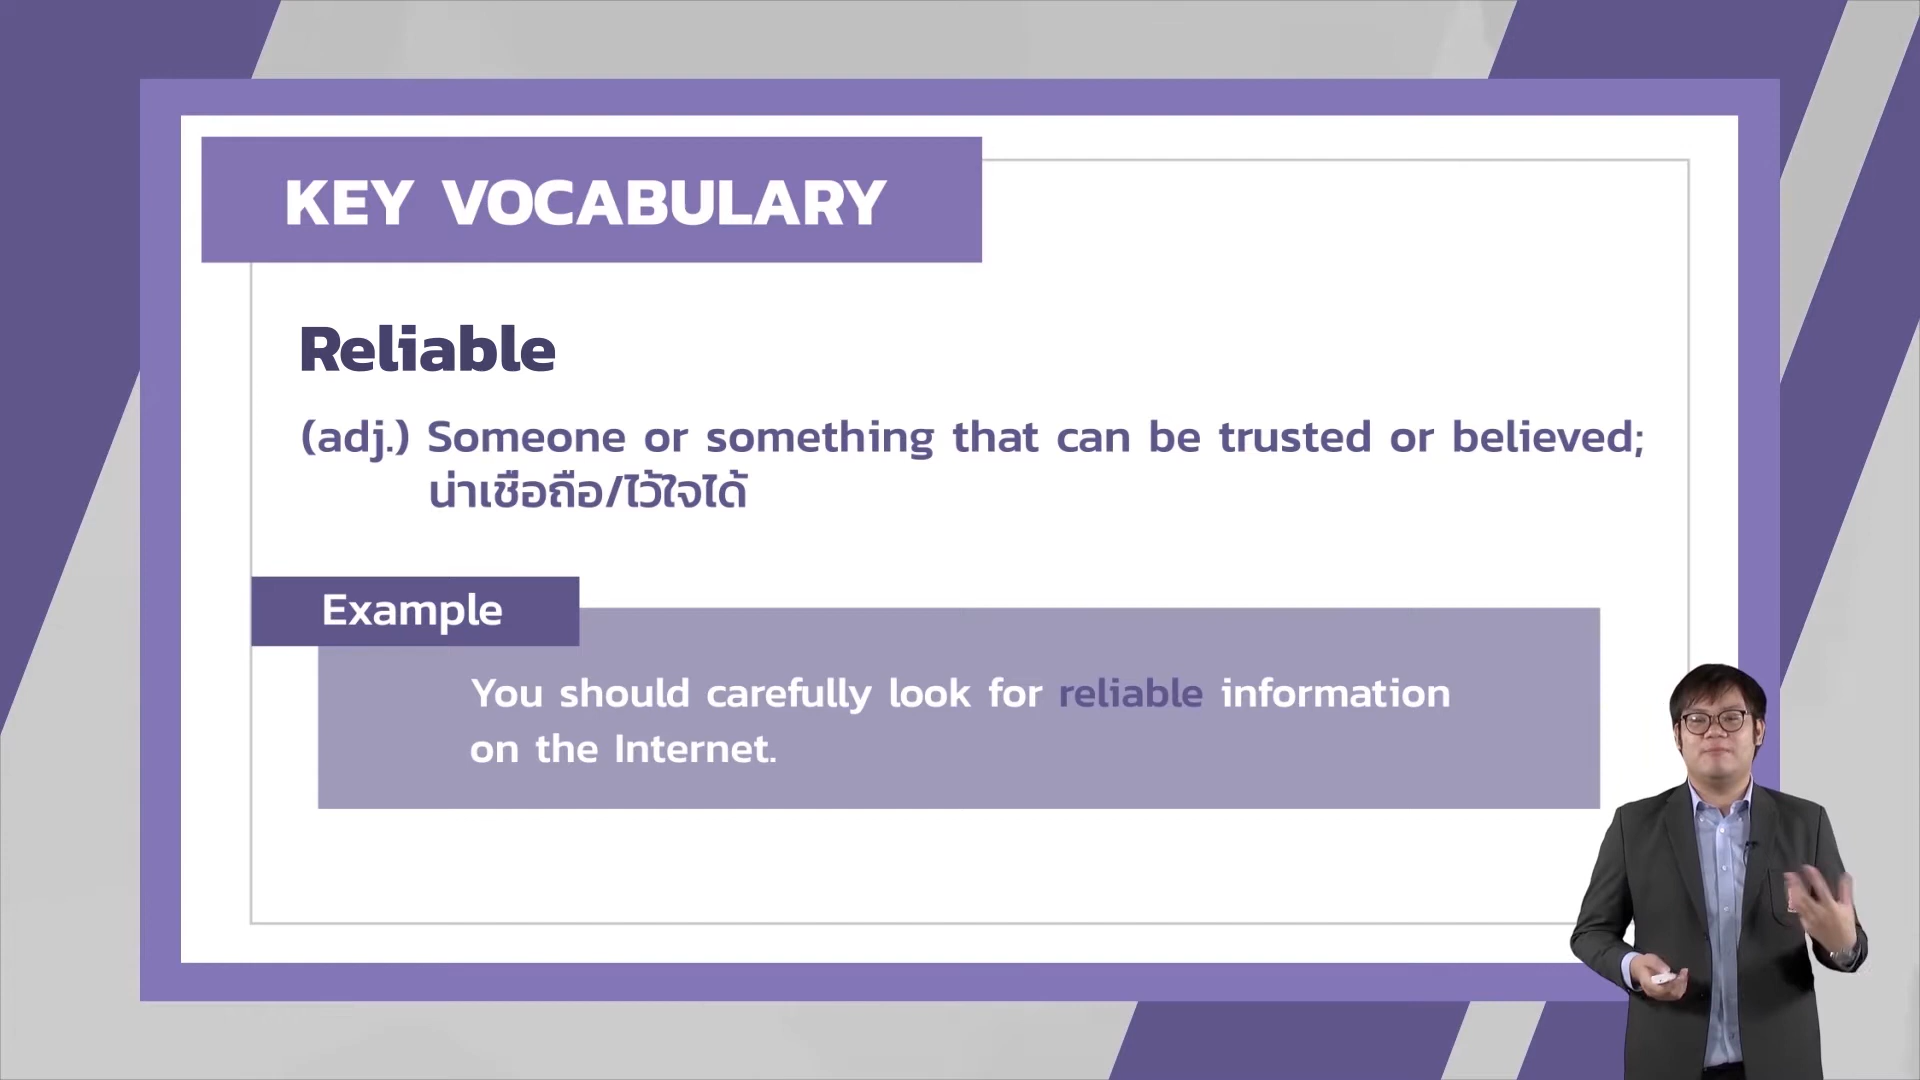 KEY VOCABULARY
Reliable
(adj.) Someone or something that can be trusted or believed;
น่าเชื่อถือ/ไว้ใจได้
Example
You should carefully look for reliable information
on the Internet.